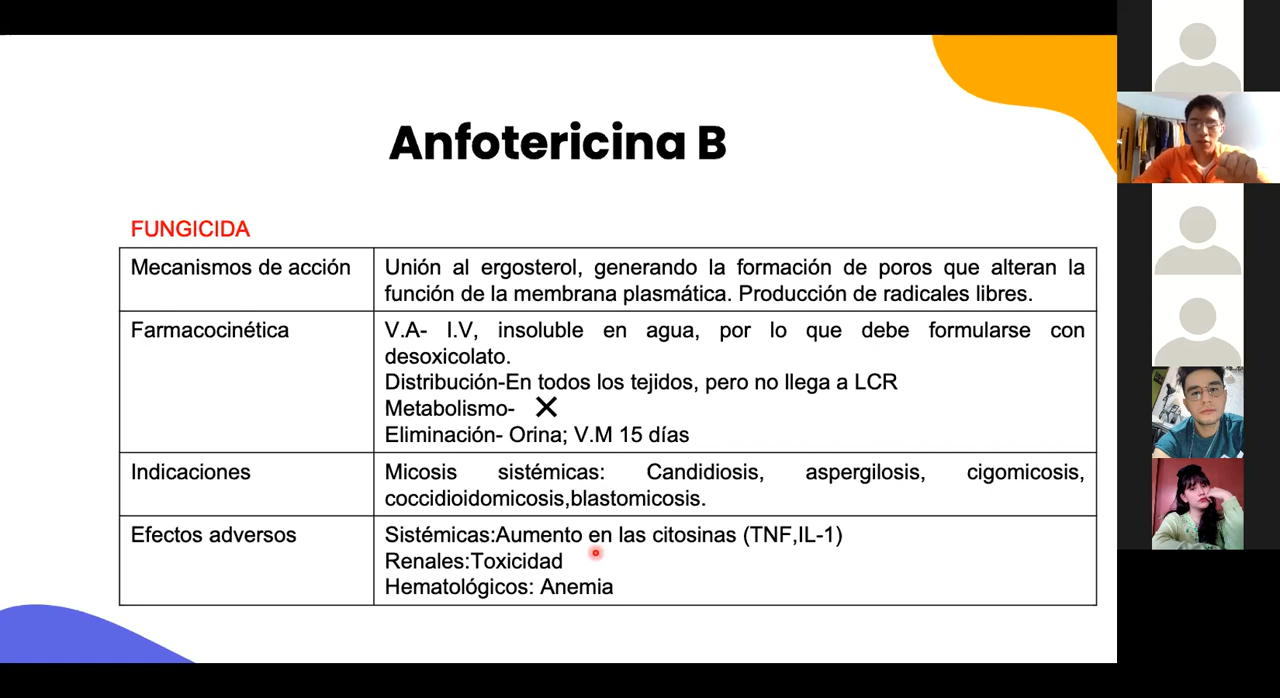 Anfotericina B
FUNGICIDA
Mecanismos de acción
Unión al ergosterol, generando la formación de poros que alteran la
función de la membrana plasmática. Producción de radicales libres.
Farmacocinética
V.A- I.V, insoluble en agua, por lo que debe formularse con
desoxicolato.
Distribución-En todos los tejidos, pero no llega a LCR
Metabolismo- ✕
Eliminación- Orina; V.M 15 días
Indicaciones
Micosis sistémicas: Candidiosis, aspergilosis, cigomicosis,
coccidioidomicosis,blastomicosis.
Efectos adversos
Sistémicas:Aumento en las citosinas (TNF,IL-1)
Renales:Toxicidad
Hematológicos: Anemia